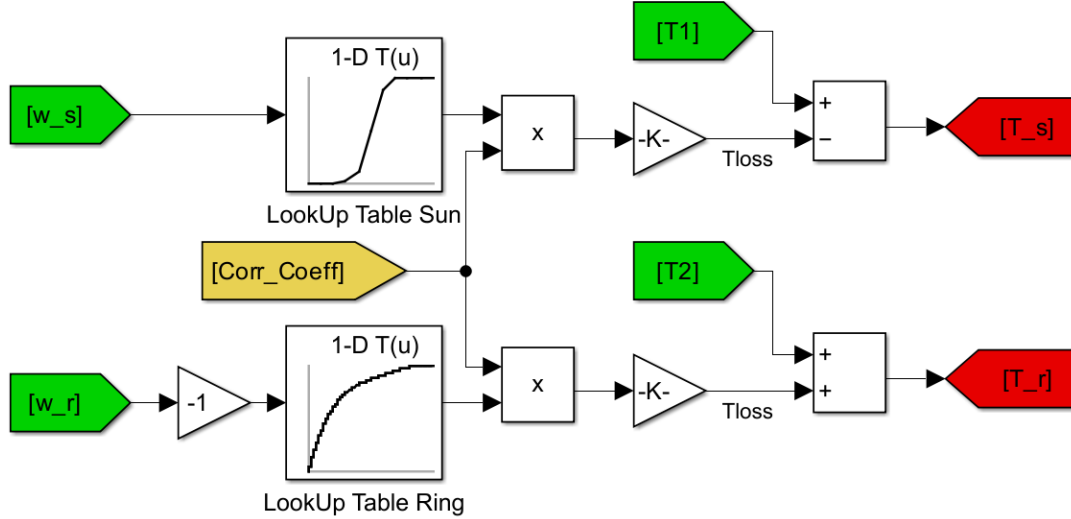 [T1]
1-D T(u)
+
[w_s]
x
-K-
−
[T_s]
Tloss
LookUp Table Sun
[Corr_Coeff]
[T2]
1-D T(u)
+
[w_r]
-1
x
-K-
+
[T_r]
Tloss
LookUp Table Ring